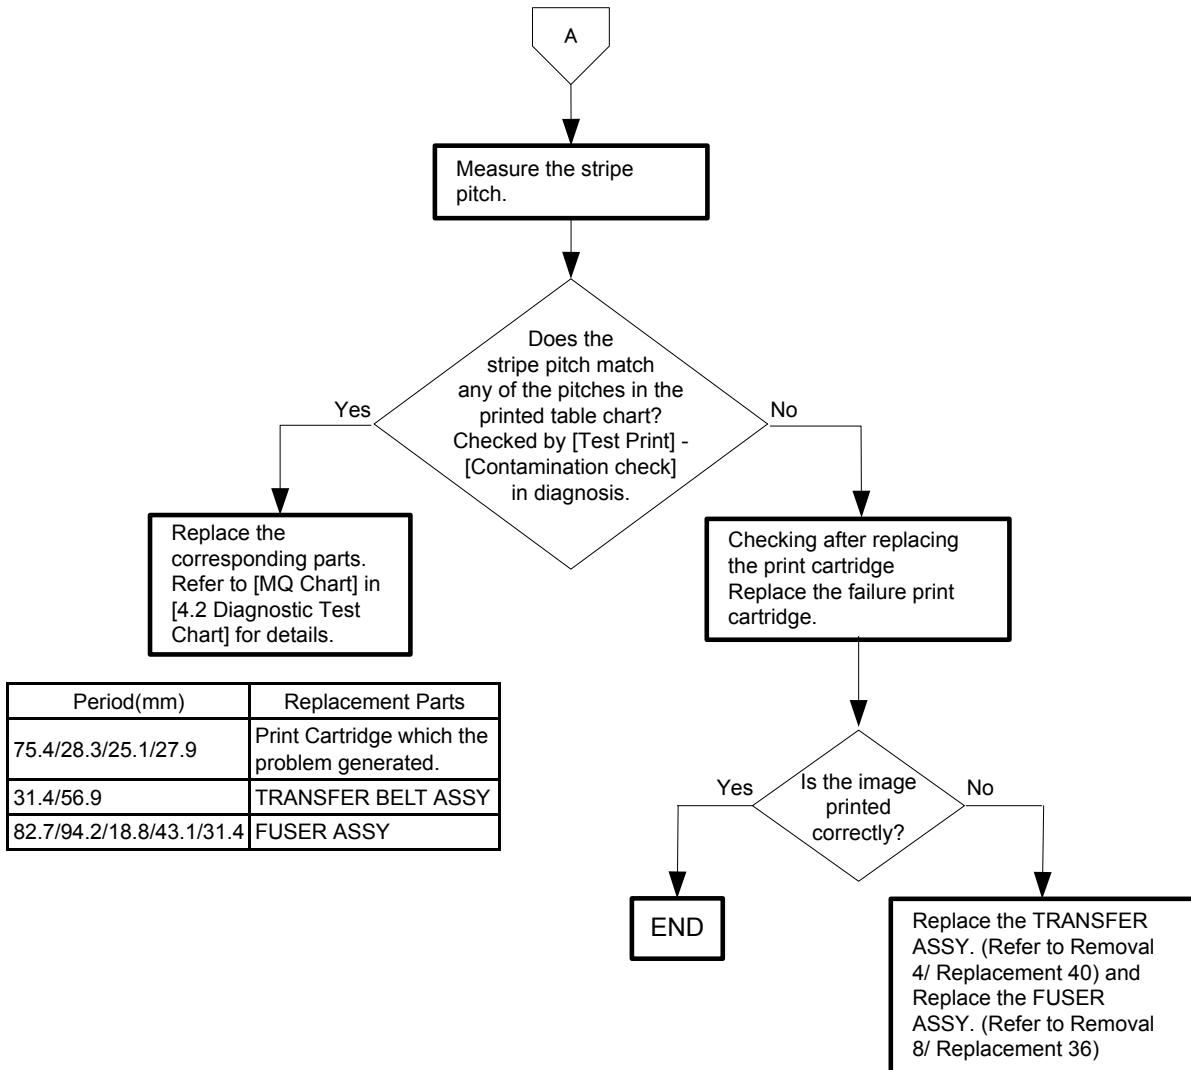 A
Measure the stripe
pitch.
Does the
stripe pitch match
any of the pitches in the
printed table chart?
Checked by [Test Print] -
[Contamination check]
in diagnosis.
Yes
No
Replace the
corresponding parts.
Refer to [MQ Chart] in
[4.2 Diagnostic Test
Chart] for details.
Checking after replacing
the print cartridge
Replace the failure print
cartridge.
Period(mm) Replacement Parts
75.4/28.3/25.1/27.9 Print Cartridge which the
problem generated.
31.4/56.9 TRANSFER BELT ASSY
82.7/94.2/18.8/43.1/31.4 FUSER ASSY
Is the image
printed
correctly?
Yes
No
END
Replace the TRANSFER
ASSY. (Refer to Removal
4/ Replacement 40) and
Replace the FUSER
ASSY. (Refer to Removal
8/ Replacement 36)